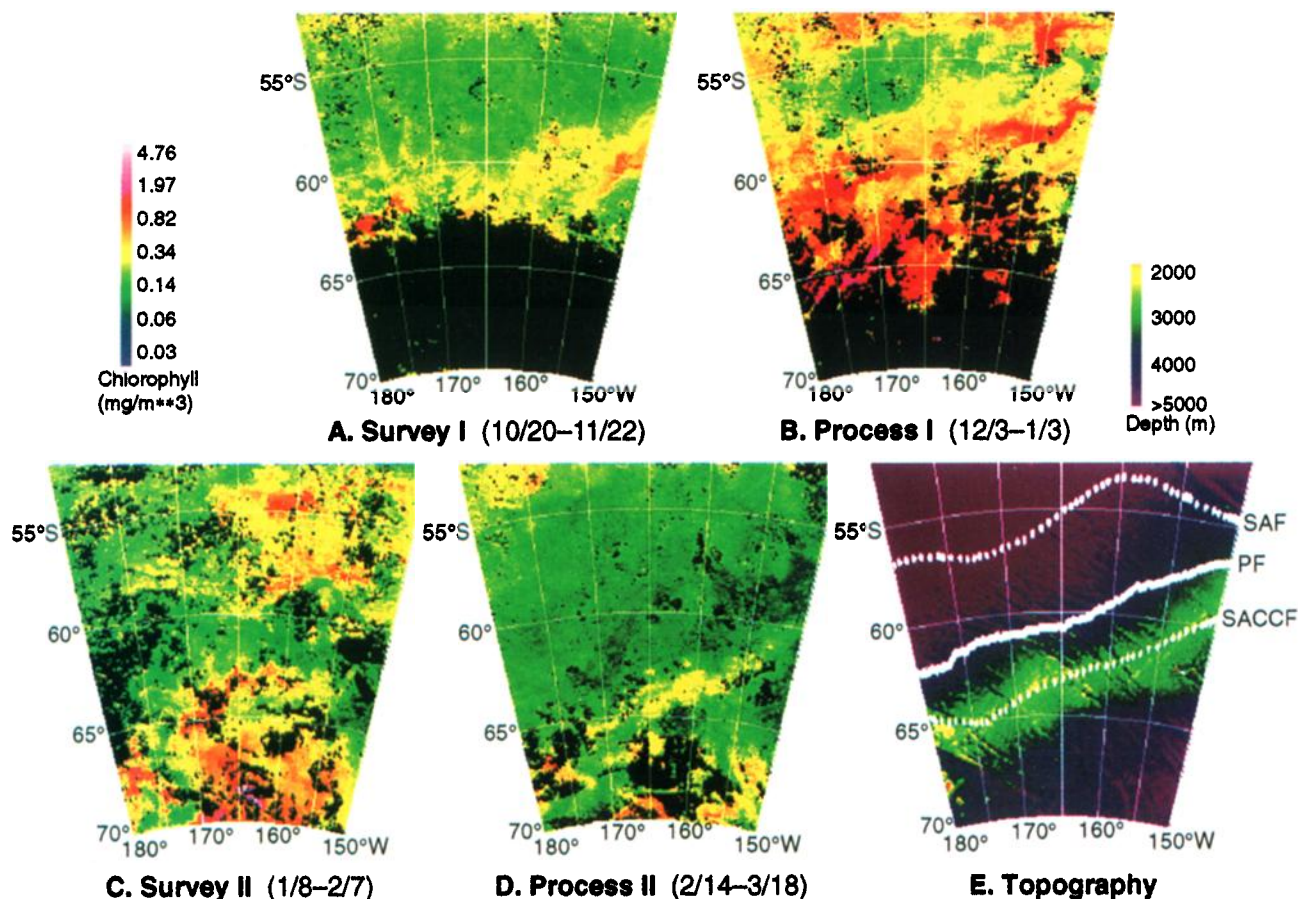 55°S
60°
65°
70°
180°
170°
160°
150°W
A. Survey I (10/20–11/22)
55°S
60°
65°
70°
180°
170°
160°
150°W
B. Process I (12/3–1/3)
4.76
1.97
0.82
0.34
0.14
0.06
0.03
Chlorophyll
(mg/m**3)
2000
3000
4000
>5000
Depth (m)
55°S
60°
65°
70°
180°
170°
160°
150°W
C. Survey II (1/8–2/7)
55°S
60°
65°
70°
180°
170°
160°
150°W
D. Process II (2/14–3/18)
55°S
60°
65°
70°
180°
170°
160°
150°W
SAF
PF
SACCF
E. Topography